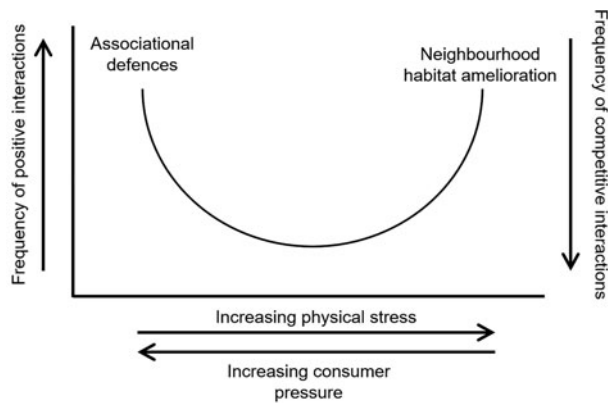 Frequency of positive interactions
Associational
defences
Neighbourhood
habitat amelioration
Frequency of competitive interactions
Increasing physical stress
Increasing consumer
pressure